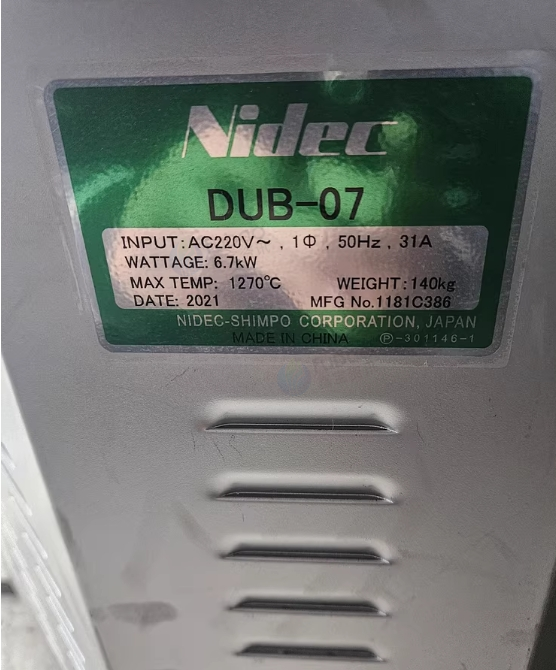 Nidec
DUB-07
INPUT:AC220V～, 1Φ, 50Hz, 31A
WATTAGE: 6.7kW
MAX TEMP: 1270℃ WEIGHT:140kg
DATE: 2021 MFG No.1181C386
NIDEC-SHIMPO CORPORATION, JAPAN
MADE IN CHINA Ⓟ-301146-1